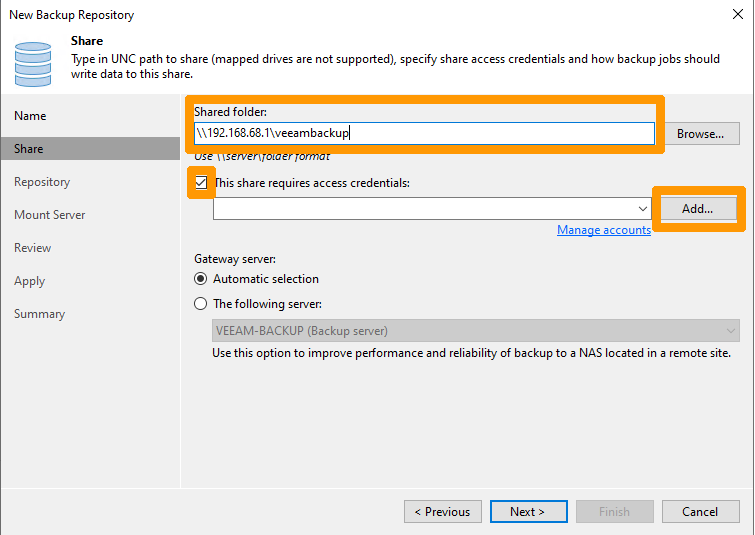 New Backup Repository
Share
Type in UNC path to share (mapped drives are not supported), specify share access credentials and how backup jobs should
write data to this share.
Name
Share
Repository
Mount Server
Review
Apply
Summary
Shared folder:
\\192.168.68.1\veeambackup
Browse...
Use \\server\folder format
This share requires access credentials:
Add...
Manage accounts
Gateway server:
Automatic selection
The following server:
VEEAM-BACKUP (Backup server)
Use this option to improve performance and reliability of backup to a NAS located in a remote site.
< Previous
Next >
Finish
Cancel